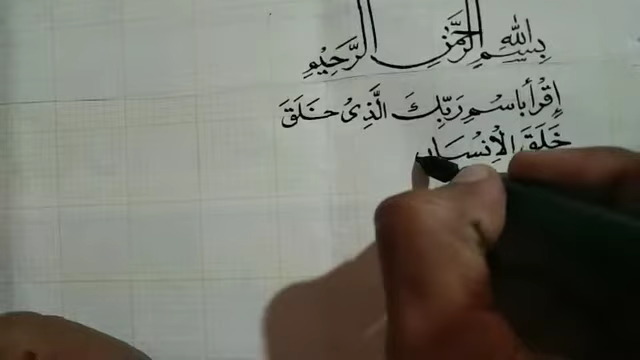 بِسْمِ اللّٰهِ الرَّحْمٰنِ الرَّحِيْمِ
إِقْرَأْ بِاسْمِ رَبِّكَ الَّذِىْ خَلَقَ
خَلَقَ الْاِنْسَان